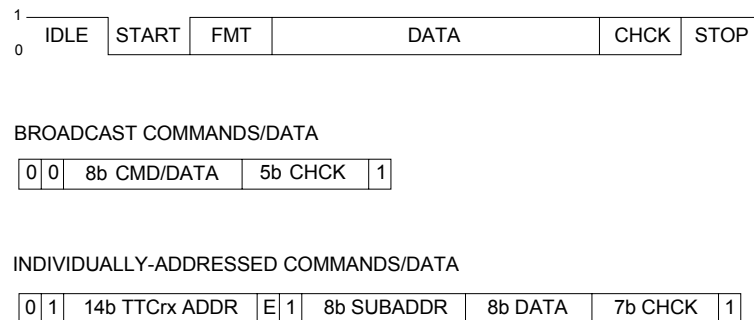 1
0
IDLE START FMT DATA CHCK STOP
BROADCAST COMMANDS/DATA
0 0 8b CMD/DATA 5b CHCK 1
INDIVIDUALLY-ADDRESSED COMMANDS/DATA
0 1 14b TTCrx ADDR E 1 8b SUBADDR 8b DATA 7b CHCK 1